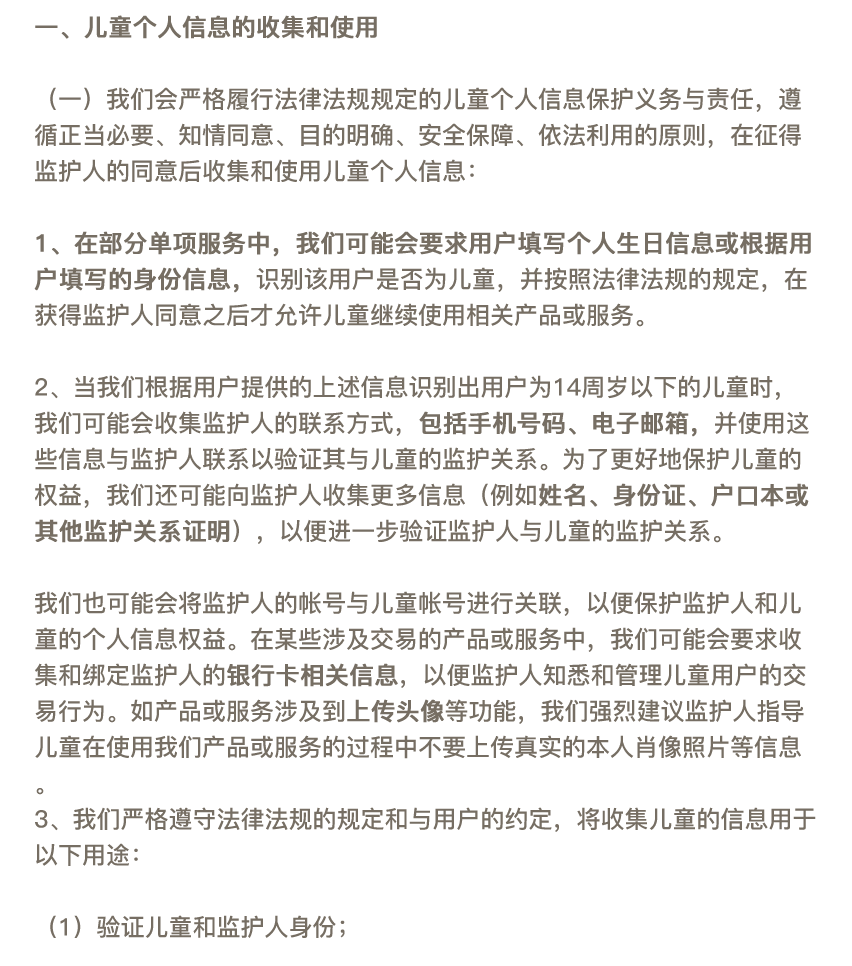 一、儿童个人信息的收集和使用
（一）我们会严格履行法律法规规定的儿童个人信息保护义务与责任，遵
循正当必要、知情同意、目的明确、安全保障、依法利用的原则，在征得
监护人的同意后收集和使用儿童个人信息：
1、在部分单项服务中，我们可能会要求用户填写个人生日信息或根据用
户填写的身份信息，识别该用户是否为儿童，并按照法律法规的规定，在
获得监护人同意之后才允许儿童继续使用相关产品或服务。
2、当我们根据用户提供的上述信息识别出用户为14周岁以下的儿童时，
我们可能会收集监护人的联系方式，包括手机号码、电子邮箱，并使用这
些信息与监护人联系以验证其与儿童的监护关系。为了更好地保护儿童的
权益，我们还可能向监护人收集更多信息（例如姓名、身份证、户口本或
其他监护关系证明），以便进一步验证监护人与儿童的监护关系。
我们也可能会将监护人的帐号与儿童帐号进行关联，以便保护监护人和儿
童的个人信息权益。在某些涉及交易的产品或服务中，我们可能会要求收
集和绑定监护人的银行卡相关信息，以便监护人知悉和管理儿童用户的交
易行为。如产品或服务涉及到上传头像等功能，我们强烈建议监护人指导
儿童在使用我们产品或服务的过程中不要上传真实的本人肖像照片等信息
。
3、我们严格遵守法律法规的规定和与用户的约定，将收集儿童的信息用于
以下用途：
（1）验证儿童和监护人身份；